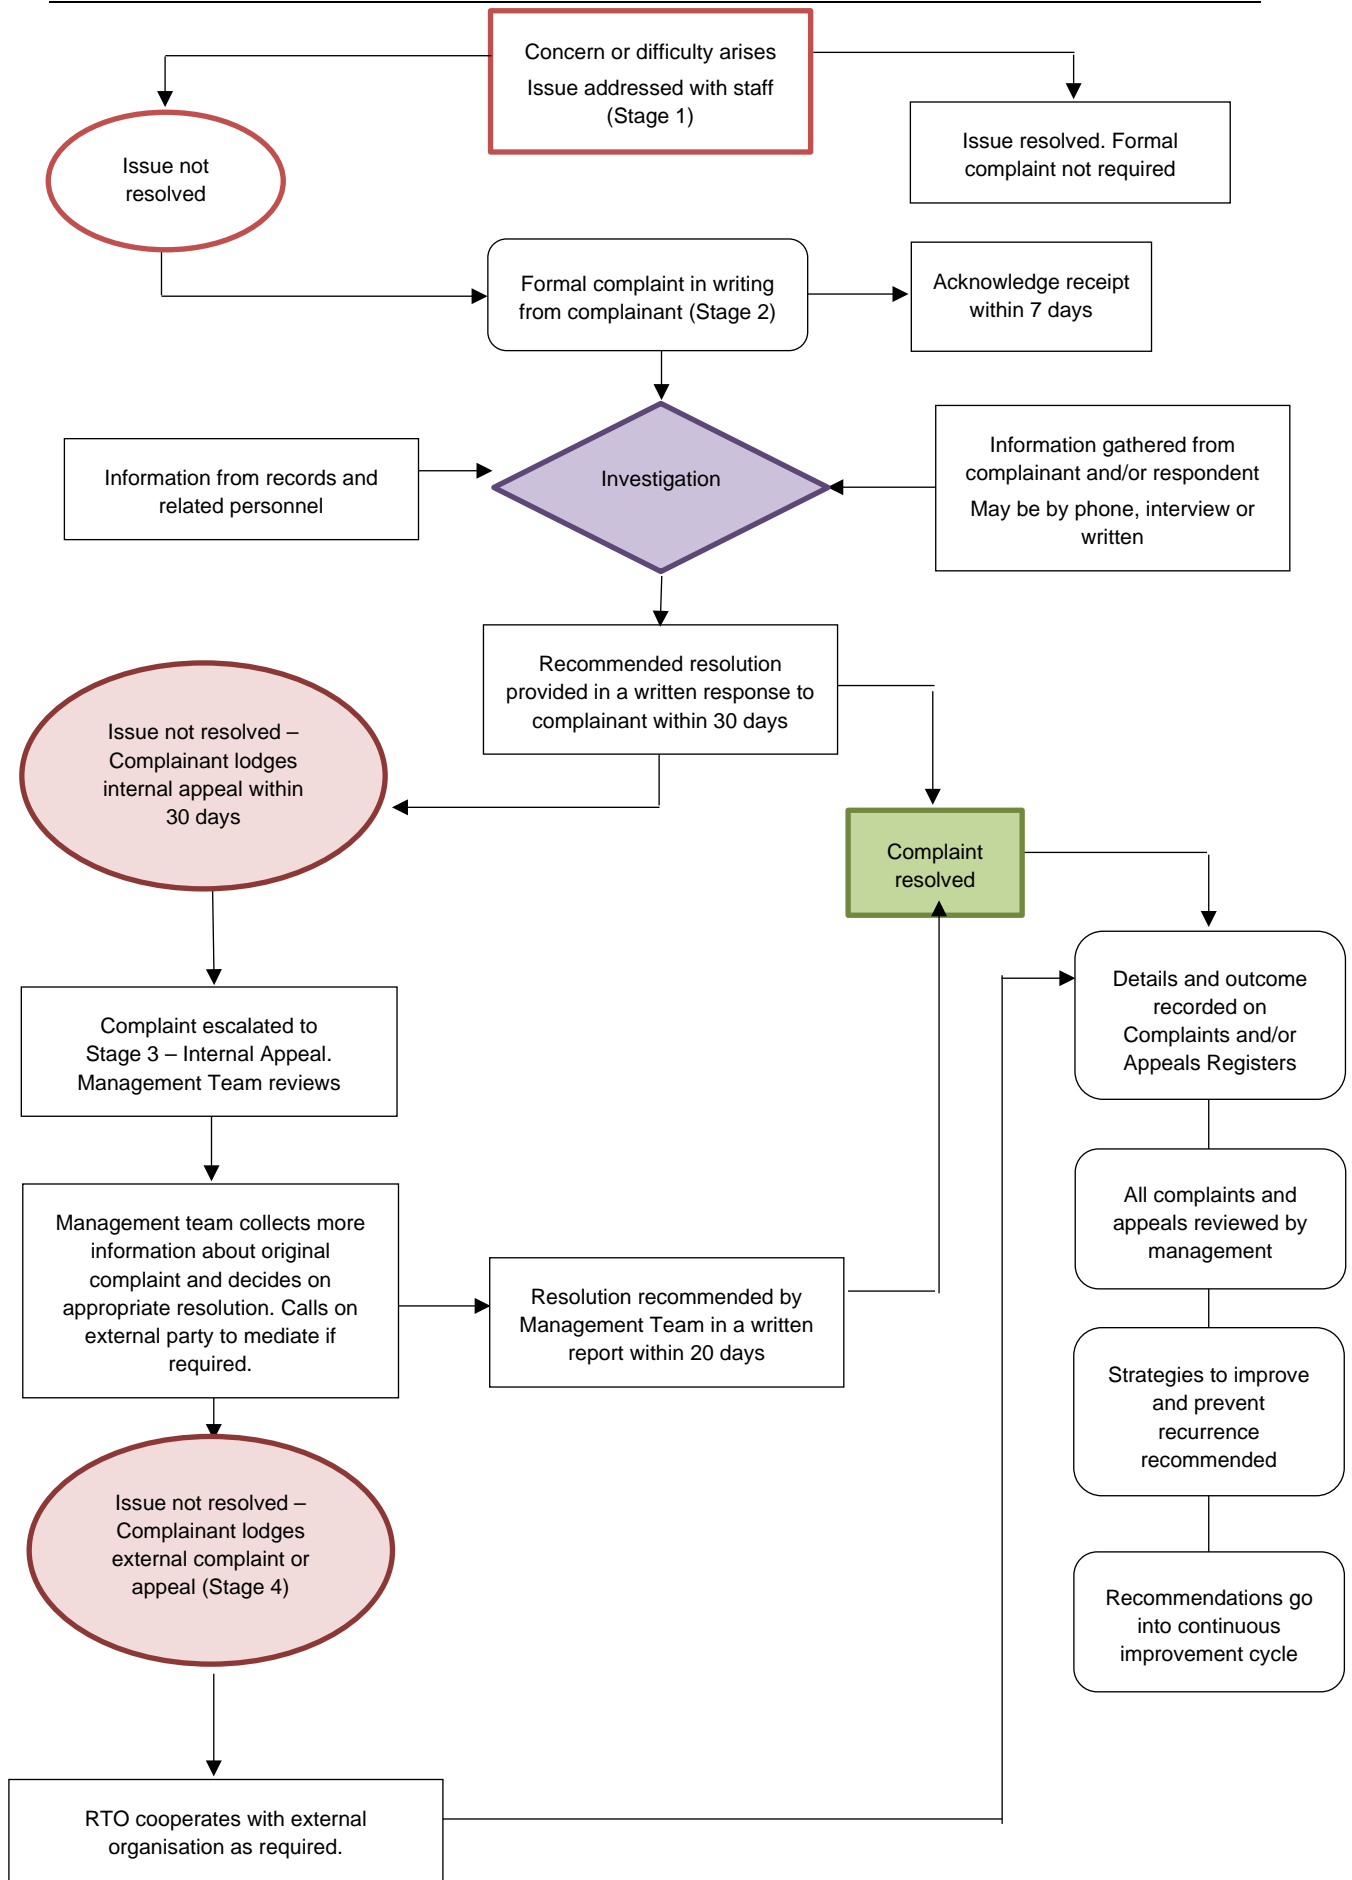 Concern or difficulty arises
Issue addressed with staff
(Stage 1)
Issue not
resolved
Issue resolved. Formal
complaint not required
Formal complaint in writing
from complainant (Stage 2)
Acknowledge receipt
within 7 days
Information from records and
related personnel
Investigation
Information gathered from
complainant and/or respondent
May be by phone, interview or
written
Recommended resolution
provided in a written response to
complainant within 30 days
Issue not resolved –
Complainant lodges
internal appeal within
30 days
Complaint
resolved
Details and outcome
recorded on
Complaints and/or
Appeals Registers
Complaint escalated to
Stage 3 – Internal Appeal.
Management Team reviews
All complaints and
appeals reviewed by
management
Management team collects more
information about original
complaint and decides on
appropriate resolution. Calls on
external party to mediate if
required.
Resolution recommended by
Management Team in a written
report within 20 days
Strategies to improve
and prevent
recurrence
recommended
Issue not resolved –
Complainant lodges
external complaint or
appeal (Stage 4)
Recommendations go
into continuous
improvement cycle
RTO cooperates with external
organisation as required.